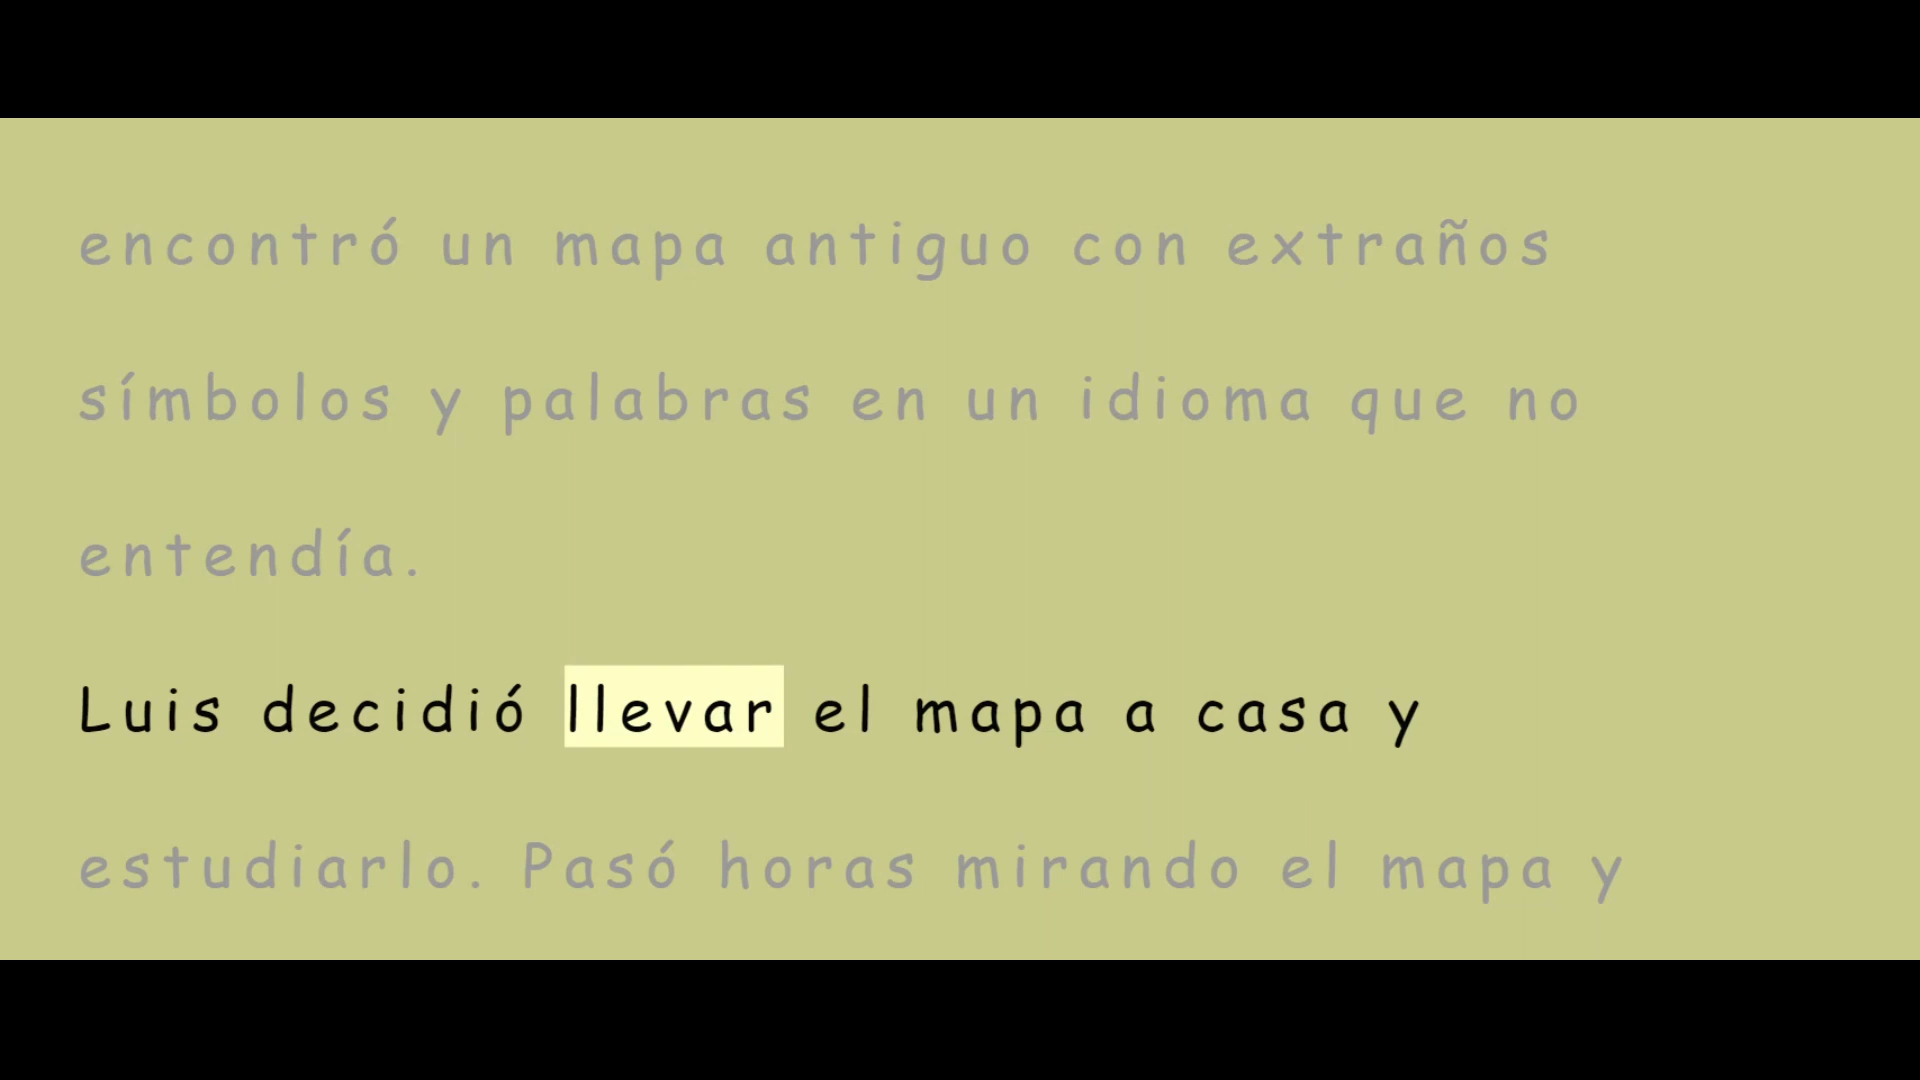 encontró un mapa antiguo con extraños
símbolos y palabras en un idioma que no
entendía.
Luis decidió llevar el mapa a casa y
estudiarlo. Pasó horas mirando el mapa y